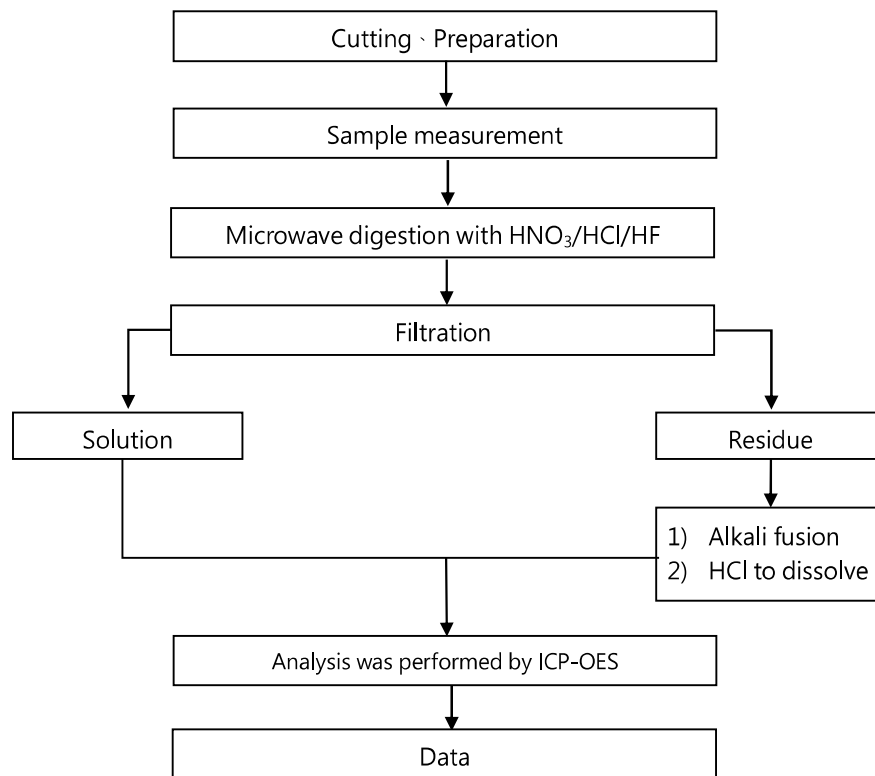 Cutting、Preparation
Sample measurement
Microwave digestion with HNO₃/HCl/HF
Filtration
Solution
Residue
1) Alkali fusion
2) HCl to dissolve
Analysis was performed by ICP-OES
Data